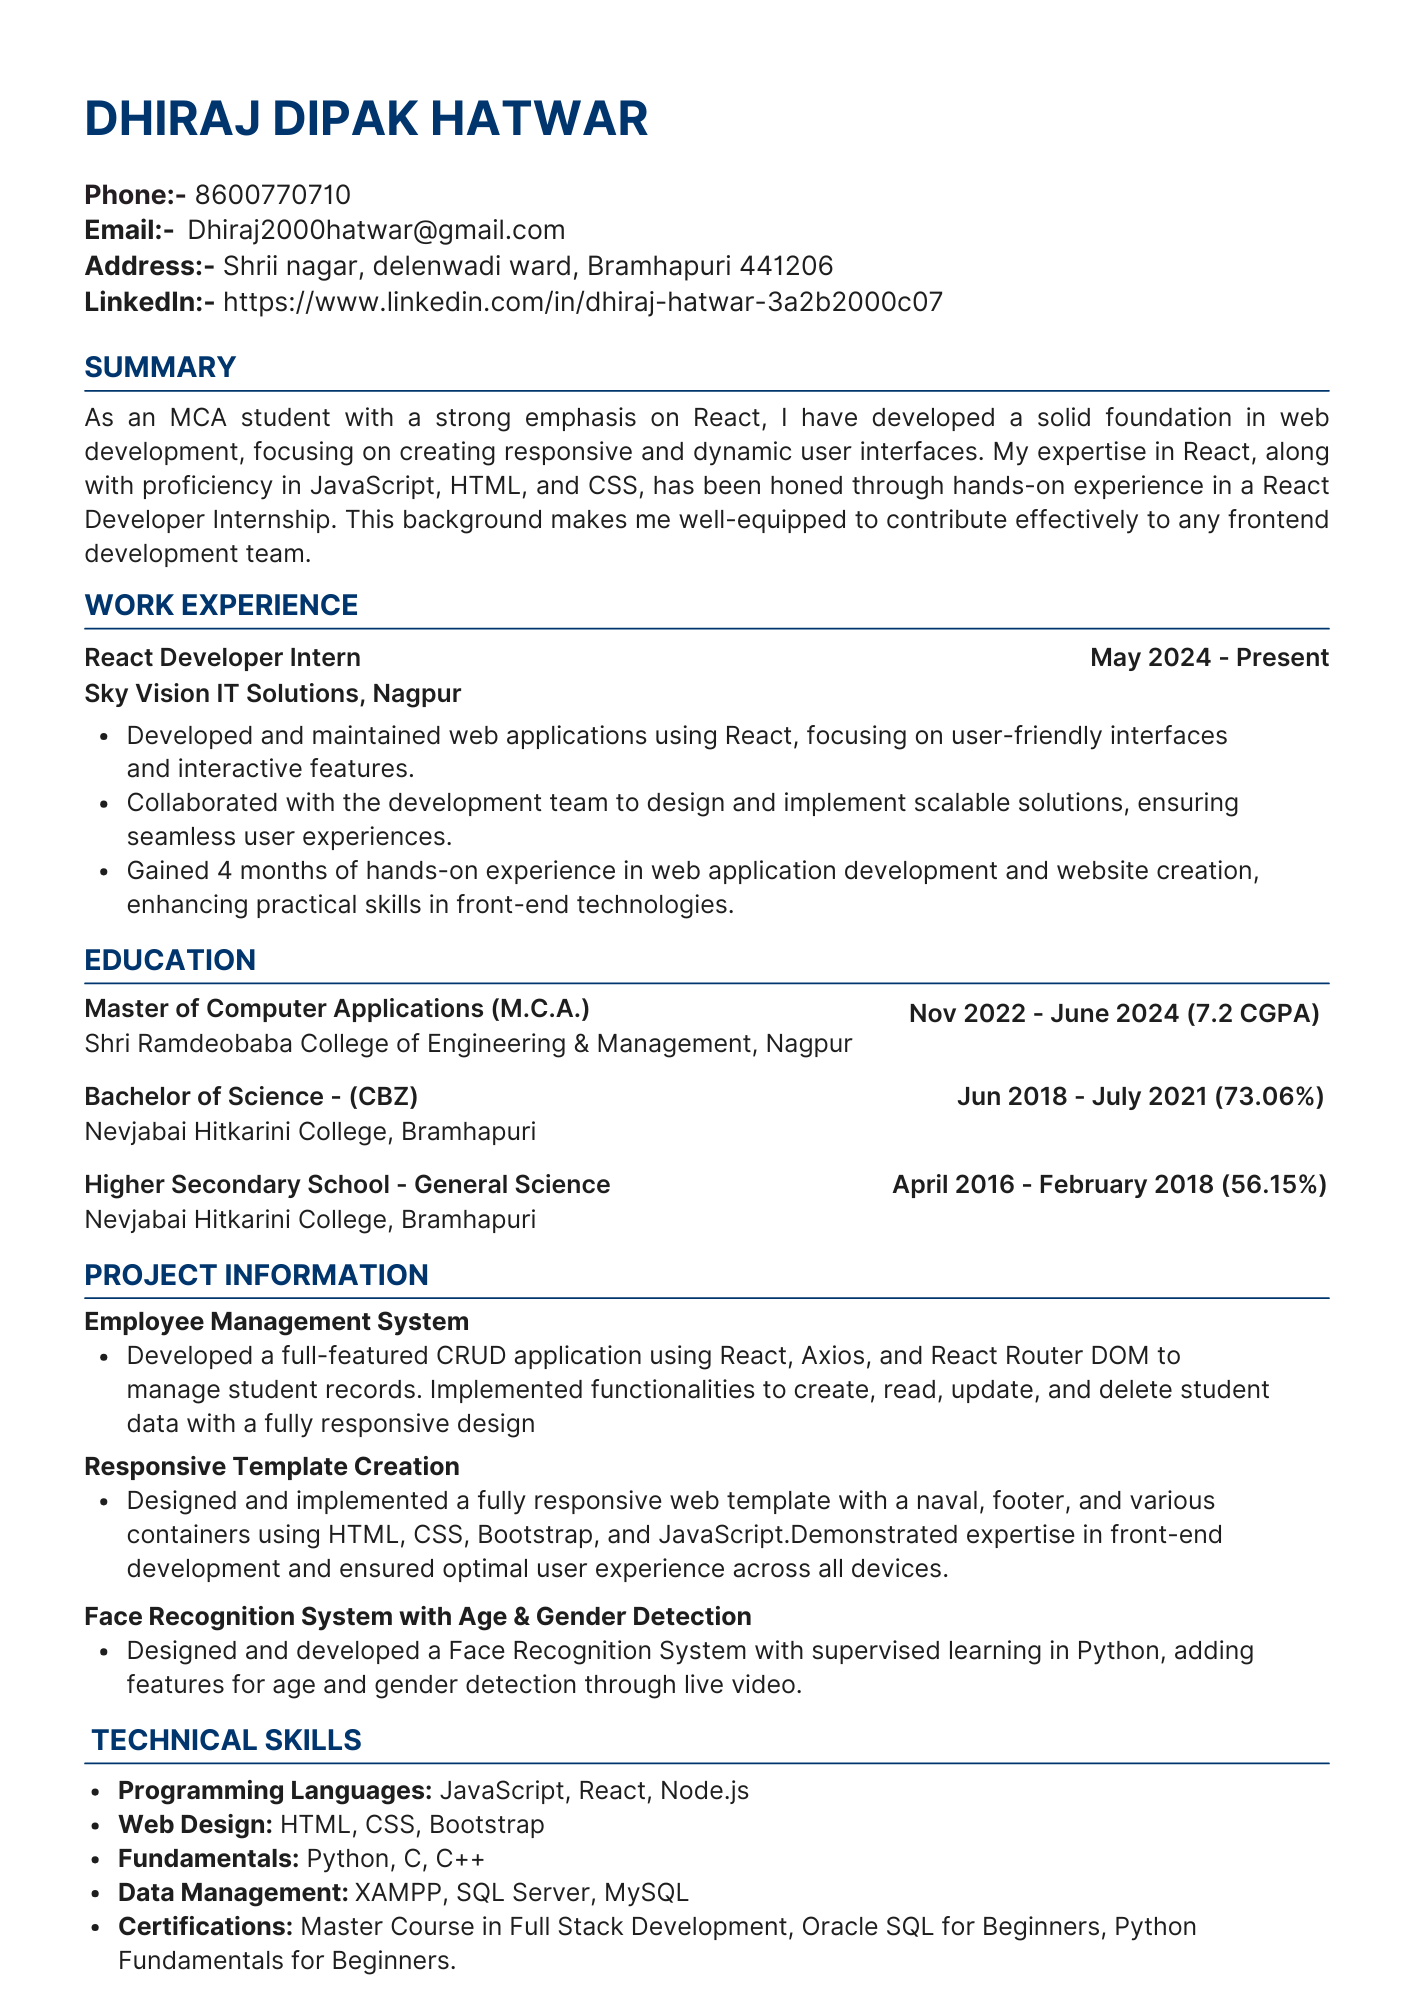 DHIRAJ DIPAK HATWAR
Phone:- 8600770710
Email:- Dhiraj2000hatwar@gmail.com
Address:- Shrii nagar, delenwadi ward, Bramhapuri 441206
LinkedIn:- https://www.linkedin.com/in/dhiraj-hatwar-3a2b2000c07
SUMMARY
As an MCA student with a strong emphasis on React, I have developed a solid foundation in web
development, focusing on creating responsive and dynamic user interfaces. My expertise in React, along
with proficiency in JavaScript, HTML, and CSS, has been honed through hands-on experience in a React
Developer Internship. This background makes me well-equipped to contribute effectively to any frontend
development team.
WORK EXPERIENCE
React Developer Intern May 2024 - Present
Sky Vision IT Solutions, Nagpur
• Developed and maintained web applications using React, focusing on user-friendly interfaces
and interactive features.
• Collaborated with the development team to design and implement scalable solutions, ensuring
seamless user experiences.
• Gained 4 months of hands-on experience in web application development and website creation,
enhancing practical skills in front-end technologies.
EDUCATION
Master of Computer Applications (M.C.A.) Nov 2022 - June 2024 (7.2 CGPA)
Shri Ramdeobaba College of Engineering & Management, Nagpur
Bachelor of Science - (CBZ) Jun 2018 - July 2021 (73.06%)
Nevjabai Hitkarini College, Bramhapuri
Higher Secondary School - General Science April 2016 - February 2018 (56.15%)
Nevjabai Hitkarini College, Bramhapuri
PROJECT INFORMATION
Employee Management System
• Developed a full-featured CRUD application using React, Axios, and React Router DOM to
manage student records. Implemented functionalities to create, read, update, and delete student
data with a fully responsive design
Responsive Template Creation
• Designed and implemented a fully responsive web template with a naval, footer, and various
containers using HTML, CSS, Bootstrap, and JavaScript.Demonstrated expertise in front-end
development and ensured optimal user experience across all devices.
Face Recognition System with Age & Gender Detection
• Designed and developed a Face Recognition System with supervised learning in Python, adding
features for age and gender detection through live video.
TECHNICAL SKILLS
• Programming Languages: JavaScript, React, Node.js
• Web Design: HTML, CSS, Bootstrap
• Fundamentals: Python, C, C++
• Data Management: XAMPP, SQL Server, MySQL
• Certifications: Master Course in Full Stack Development, Oracle SQL for Beginners, Python
Fundamentals for Beginners.